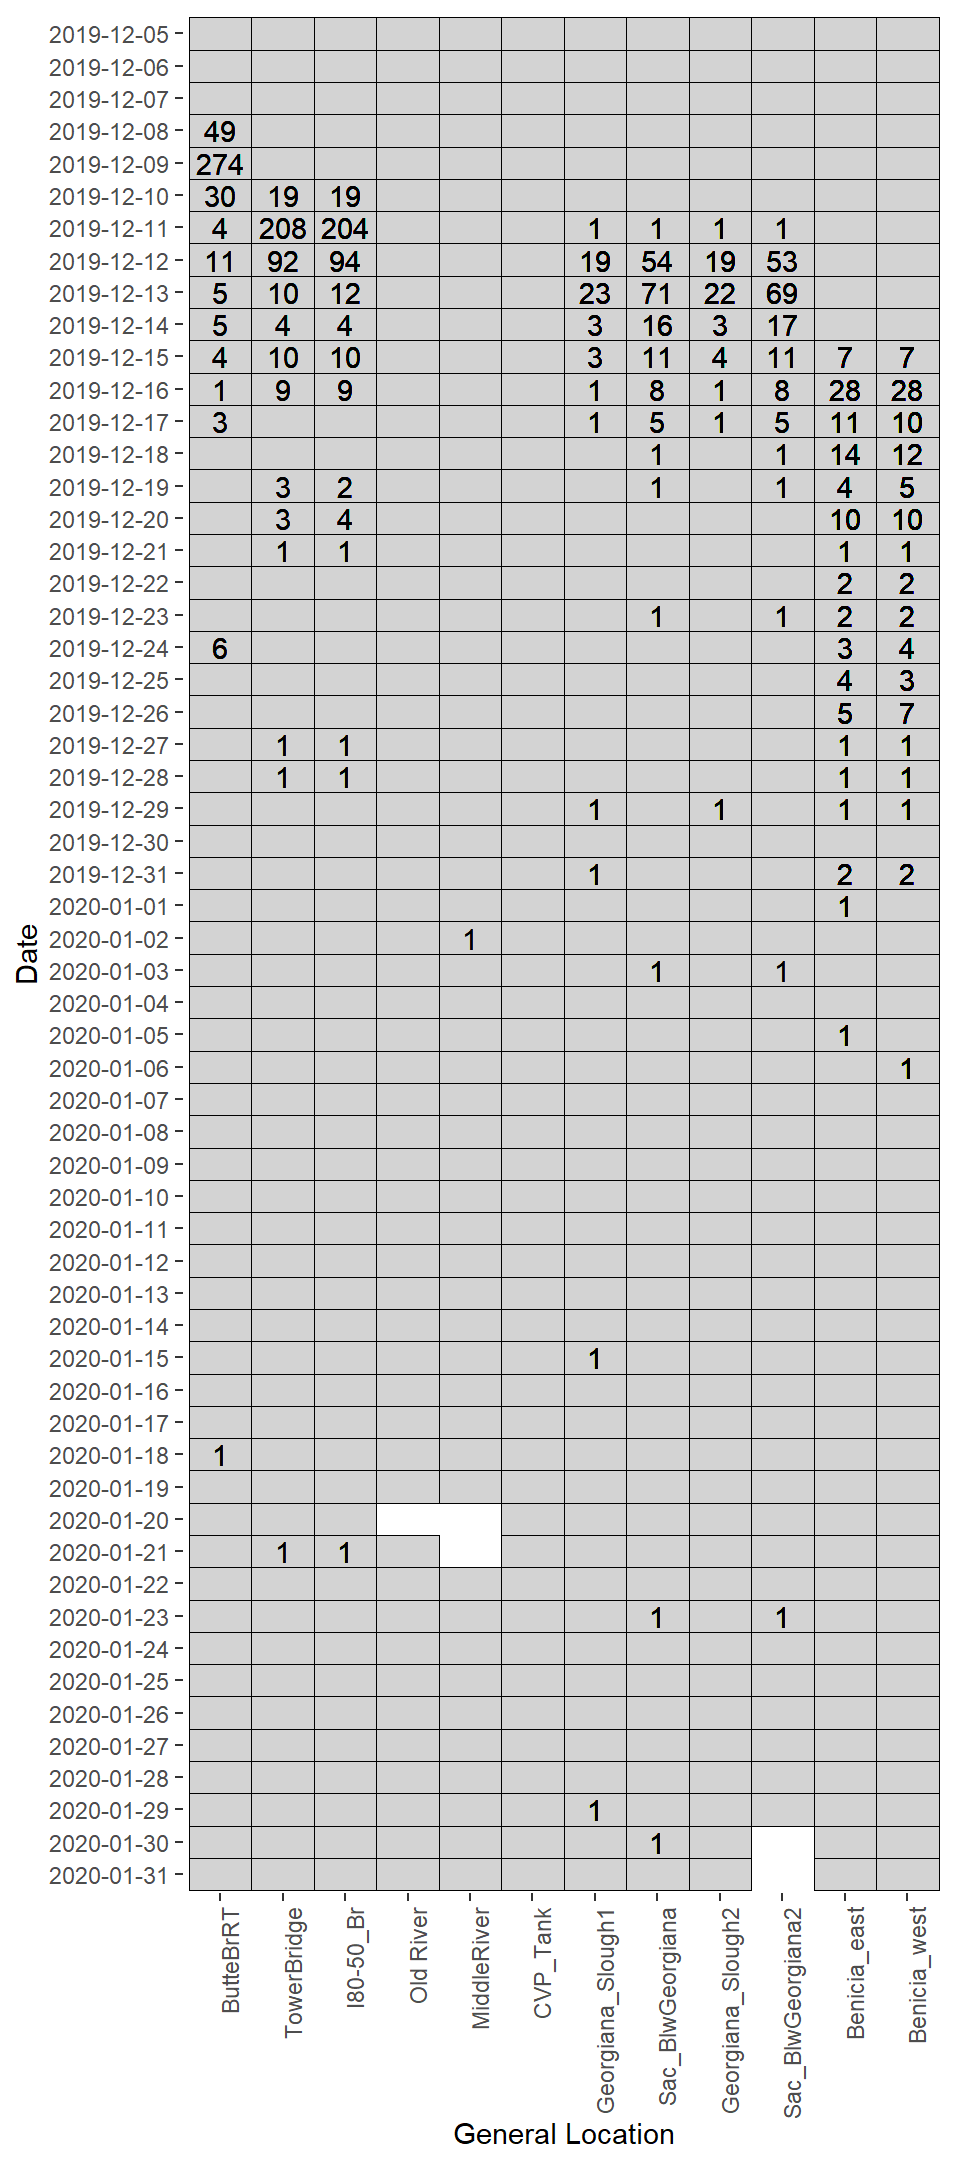 2019-12-05
2019-12-06
2019-12-07
2019-12-08 49
2019-12-09 274
2019-12-10 30 19 19
2019-12-11 4 208 204 1 1 1 1
2019-12-12 11 92 94 19 54 19 53
2019-12-13 5 10 12 23 71 22 69
2019-12-14 5 4 4 3 16 3 17
2019-12-15 4 10 10 3 11 4 11 7 7
2019-12-16 1 9 9 1 8 1 8 28 28
2019-12-17 3 1 5 1 5 11 10
2019-12-18 1 1 14 12
2019-12-19 3 2 1 1 4 5
2019-12-20 3 4 10 10
2019-12-21 1 1 1 1
2019-12-22 2 2
2019-12-23 1 1 2 2
2019-12-24 6 3 4
2019-12-25 4 3
2019-12-26 5 7
2019-12-27 1 1 1 1
2019-12-28 1 1 1 1
2019-12-29 1 1 1 1
2019-12-30
2019-12-31 1 2 2
2020-01-01 1
2020-01-02 1
2020-01-03 1 1
2020-01-04
2020-01-05 1
2020-01-06 1
2020-01-07
2020-01-08
2020-01-09
2020-01-10
2020-01-11
2020-01-12
2020-01-13
2020-01-14
2020-01-15 1
2020-01-16
2020-01-17
2020-01-18 1
2020-01-19
2020-01-20
2020-01-21 1 1
2020-01-22
2020-01-23 1 1
2020-01-24
2020-01-25
2020-01-26
2020-01-27
2020-01-28
2020-01-29 1
2020-01-30 1
2020-01-31
Date
ButteBrRT
TowerBridge
I80-50_Br
Old River
MiddleRiver
CVP_Tank
Georgiana_Slough1
Sac_BlwGeorgiana
Georgiana_Slough2
Sac_BlwGeorgiana2
Benicia_east
Benicia_west
General Location